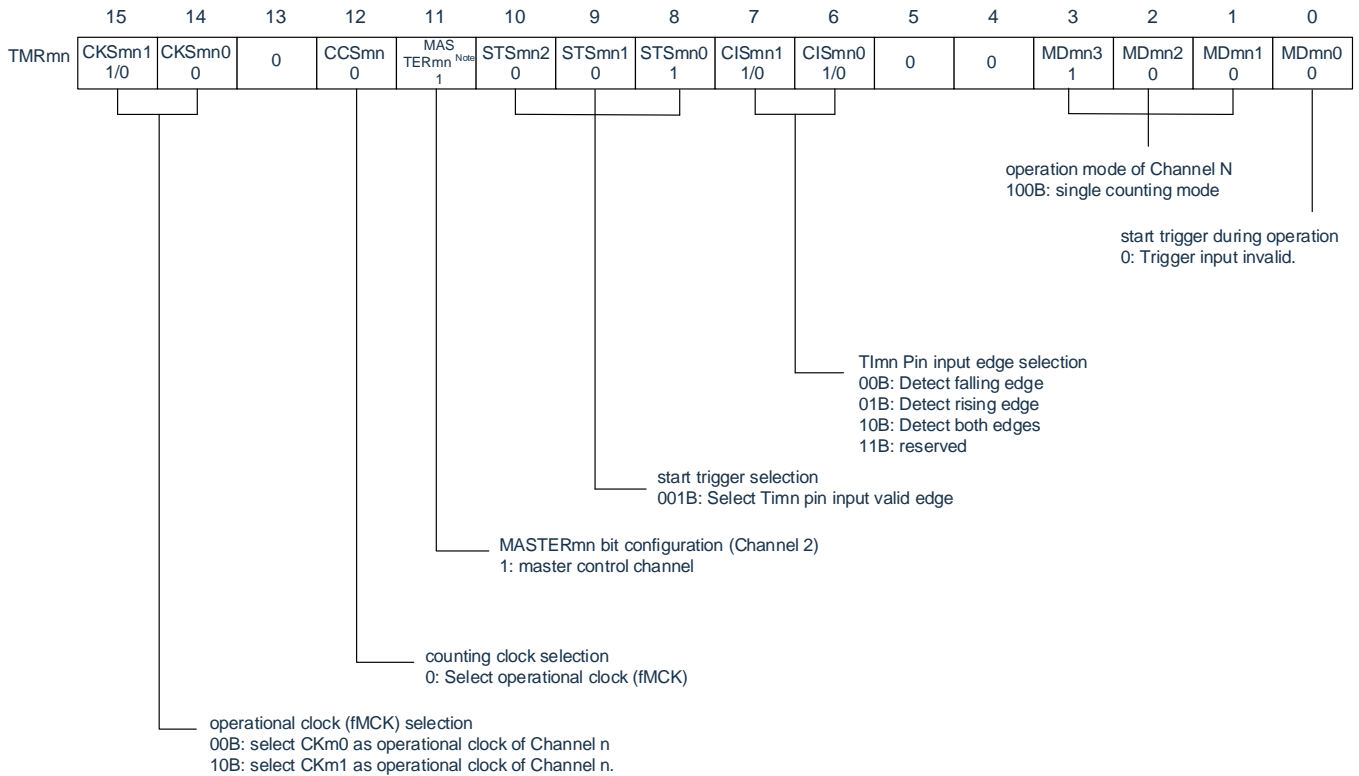 15 14 13 12 11 10 9 8 7 6 5 4 3 2 1 0
TMRmn CKSmn1 CKSmn0 0 CCSmn MAS TERmn Note STSmn2 STSmn1 STSmn0 CISmn1 CISmn0 0 0 MDmn3 MDmn2 MDmn1 MDmn0
1/0 0 0 1 0 0 1 1/0 1/0 1 0 0 0
operation mode of Channel N
100B: single counting mode
start trigger during operation
0: Trigger input invalid.
TImn Pin input edge selection
00B: Detect falling edge
01B: Detect rising edge
10B: Detect both edges
11B: reserved
start trigger selection
001B: Select Timn pin input valid edge
MASTERmn bit configuration (Channel 2)
1: master control channel
counting clock selection
0: Select operational clock (fMCK)
operational clock (fMCK) selection
00B: select CKm0 as operational clock of Channel n
10B: select CKm1 as operational clock of Channel n.